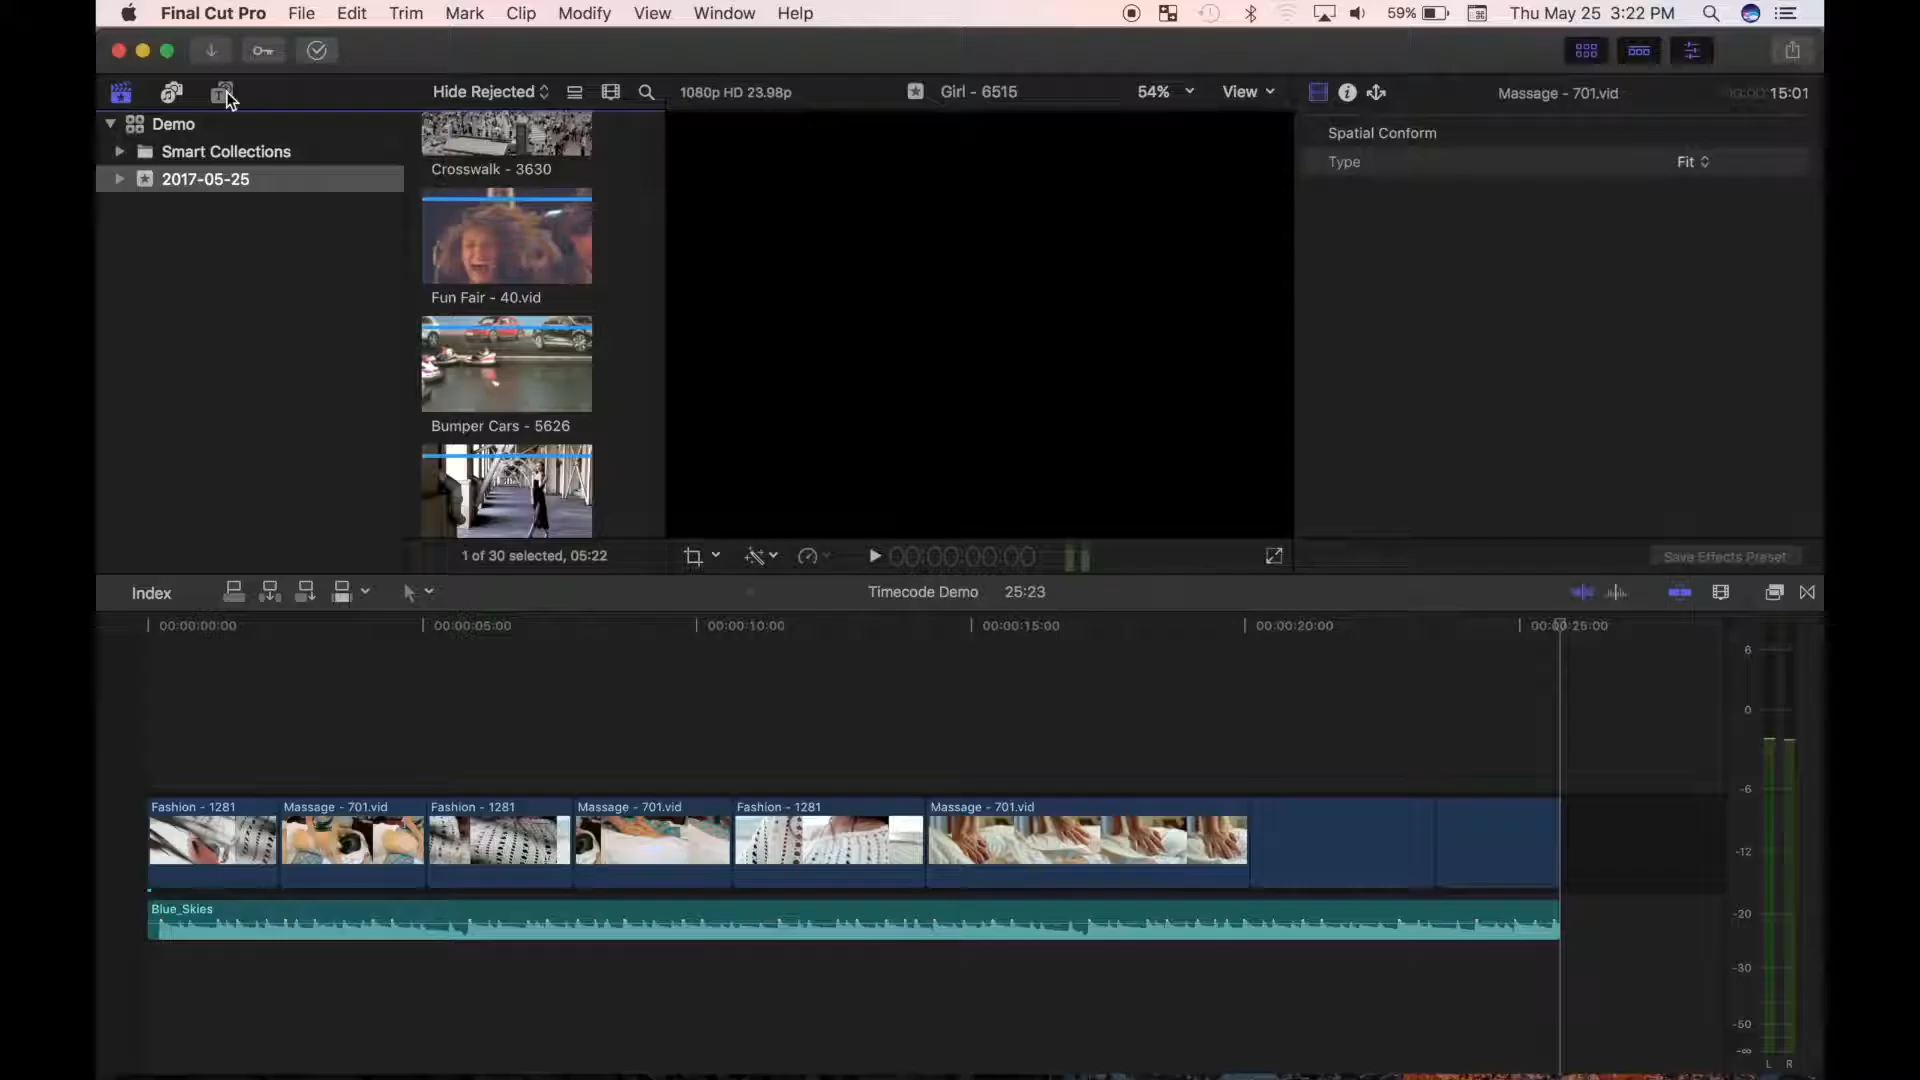 Final Cut Pro File Edit Trim Mark Clip Modify View Window Help 59% Thu May 25 3:22 PM
Hide Rejected 1080p HD 23.98p Girl - 6515 54% View Massage - 701.vid 15:01
Demo
Smart Collections
2017-05-25
Crosswalk - 3630
Fun Fair - 40.vid
Bumper Cars - 5626
Spatial Conform
Type Fit
1 of 30 selected, 05:22 00:00:00:00 Save Effects Preset
Index Timecode Demo 25:23
00:00:00:00 00:00:05:00 00:00:10:00 00:00:15:00 00:00:20:00 00:00:25:00
6
0
-6
-12
-20
-30
-50
-∞
L R
Fashion - 1281 Massage - 701.vid Fashion - 1281 Massage - 701.vid Fashion - 1281 Massage - 701.vid
Blue_Skies